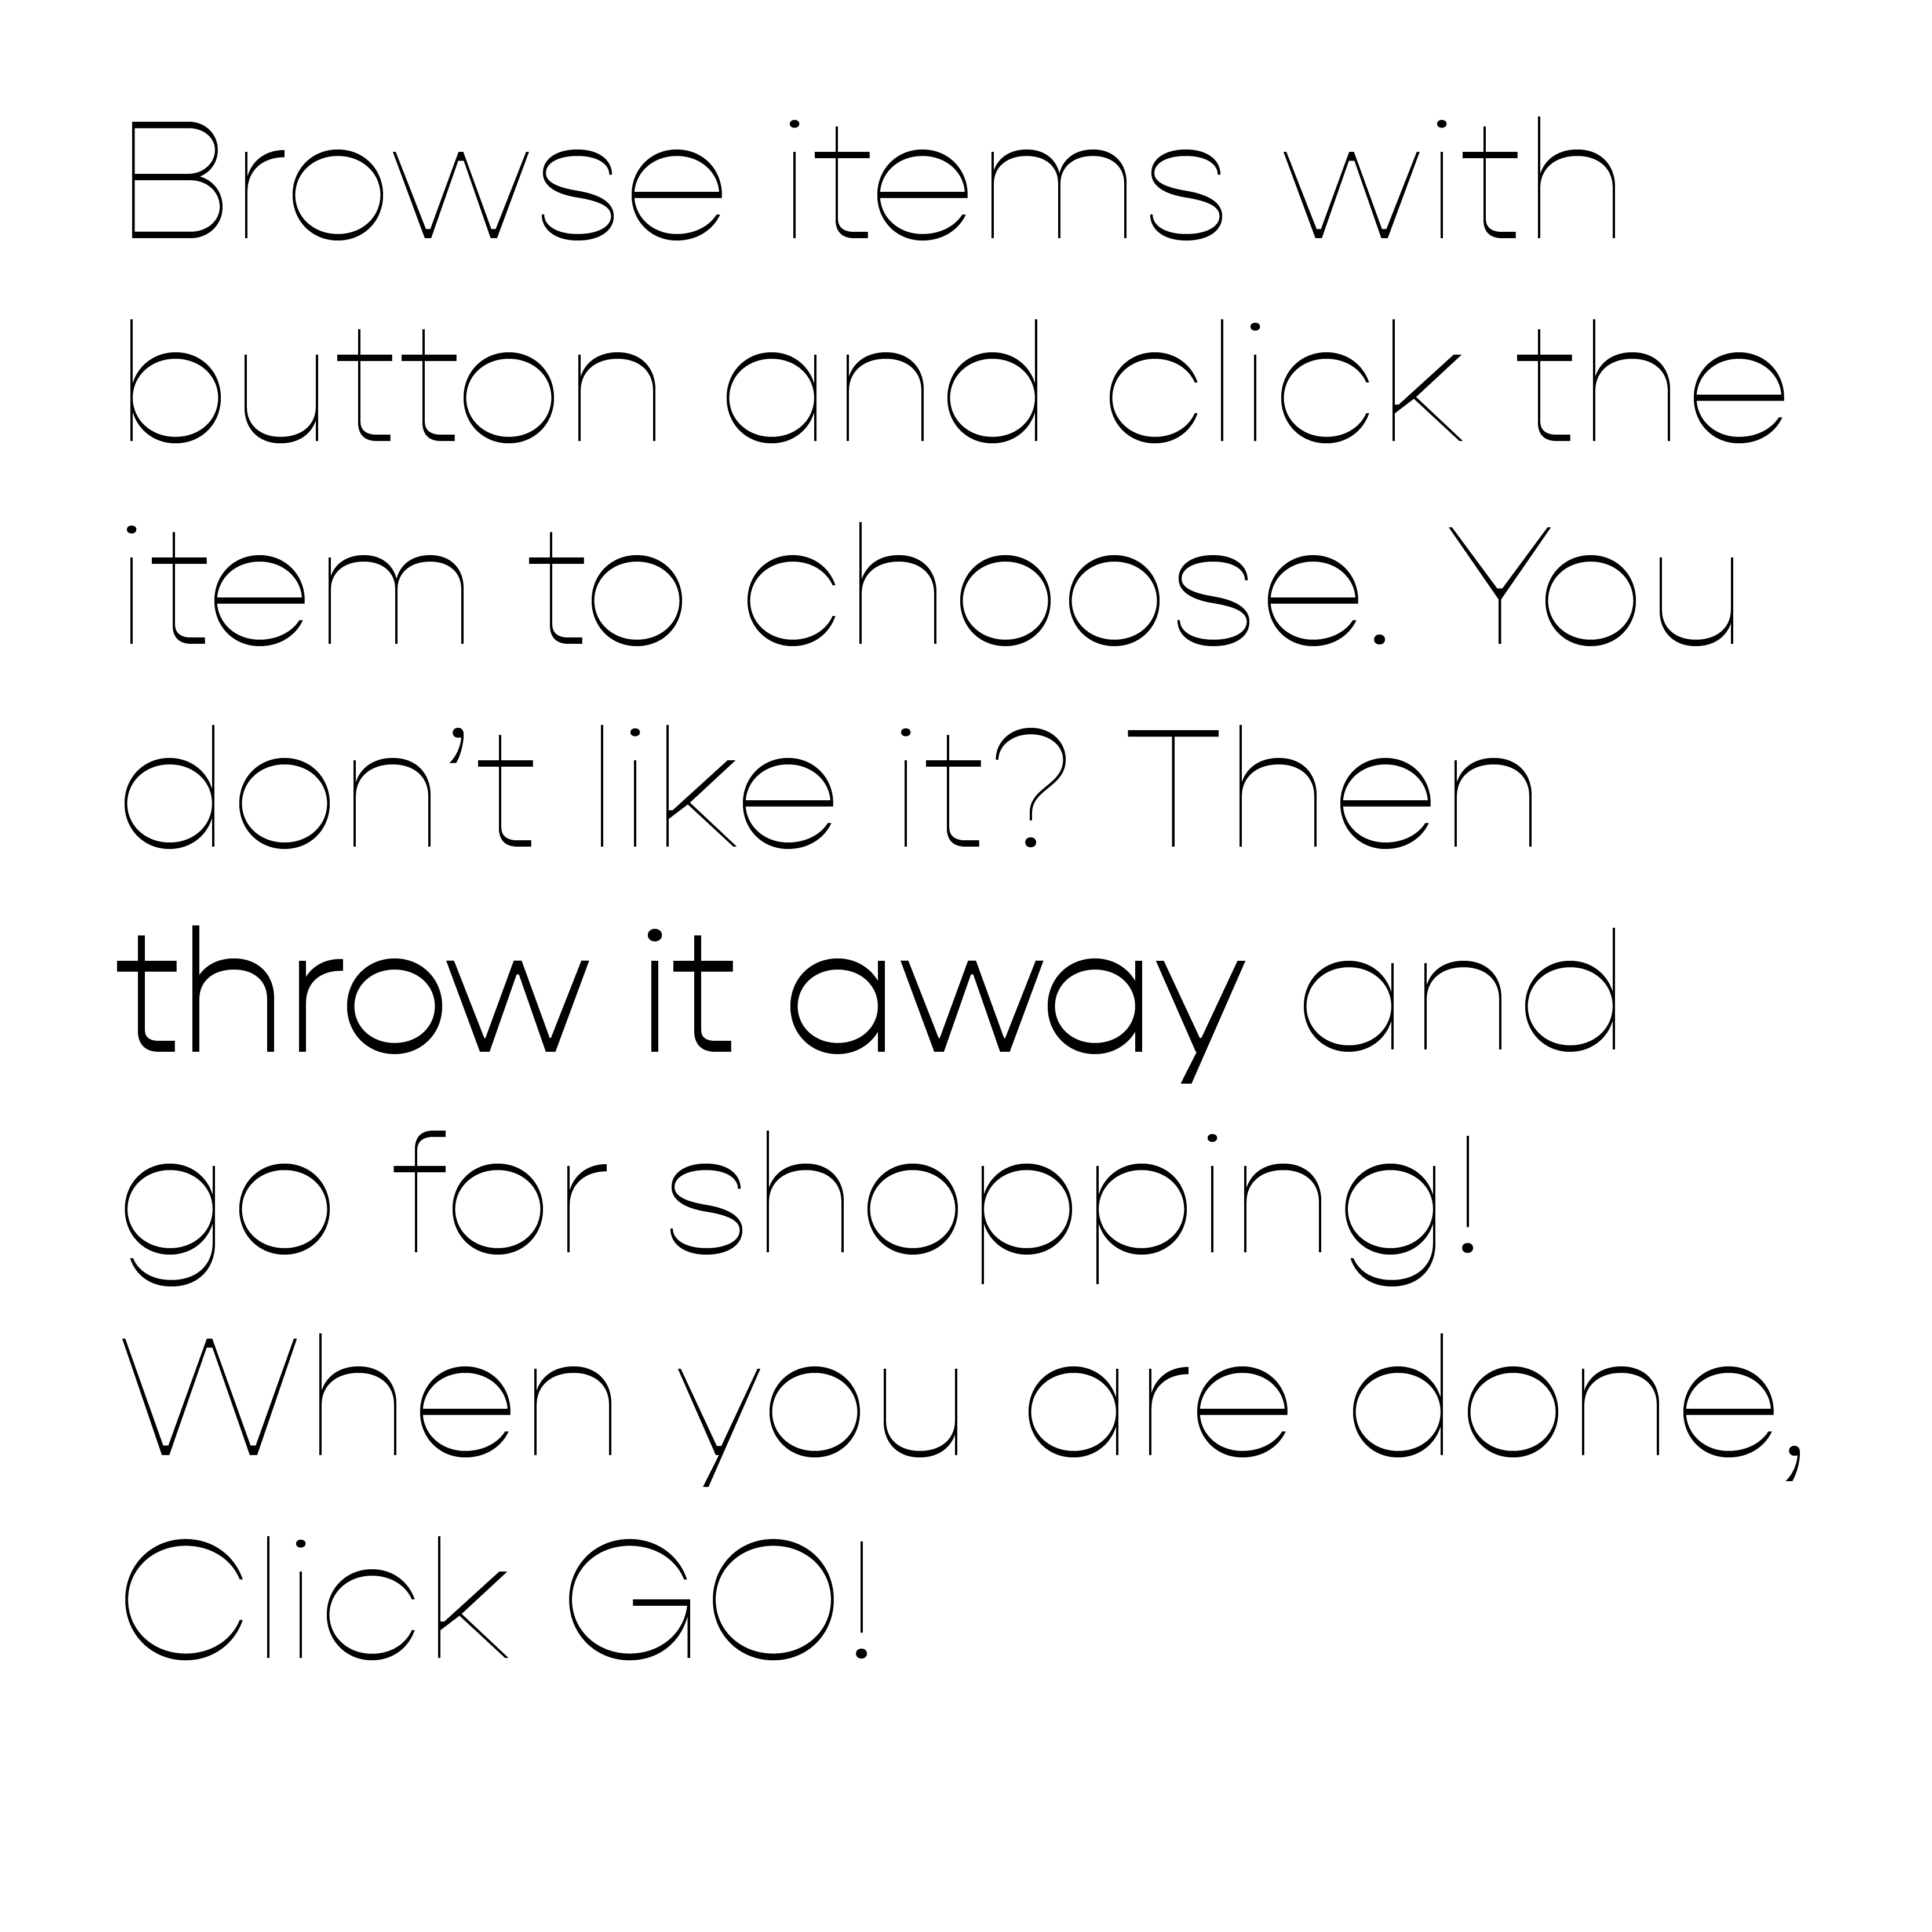 Browse items with
button and click the
item to choose. You
don’t like it? Then
throw it away and
go for shopping!
When you are done,
Click GO!